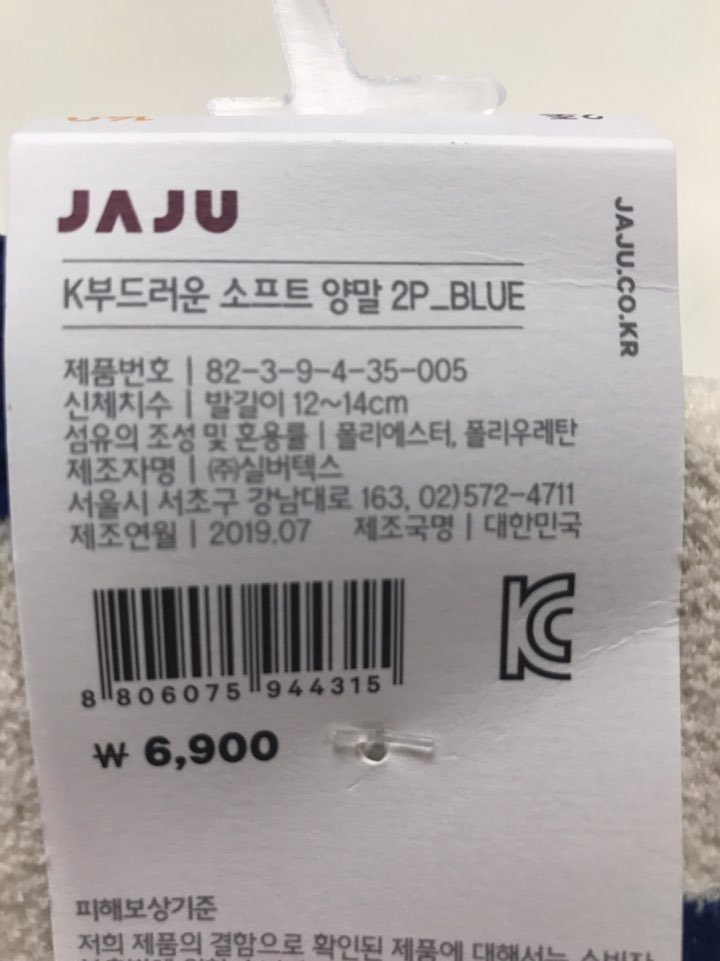 JAJU
JAJU.CO.KR
K부드러운 소프트 양말 2P_BLUE
제품번호 | 82-3-9-4-35-005
신체치수 | 발길이 12~14cm
섬유의 조성 및 혼용률 | 폴리에스터, 폴리우레탄
제조자명 | ㈜실버텍스
서울시 서초구 강남대로 163, 02)572-4711
제조연월 | 2019.07 제조국명 | 대한민국
8 806075 944315
₩ 6,900
피해보상기준
저희 제품의 결함으로 확인된 제품에 대해서는 소비자